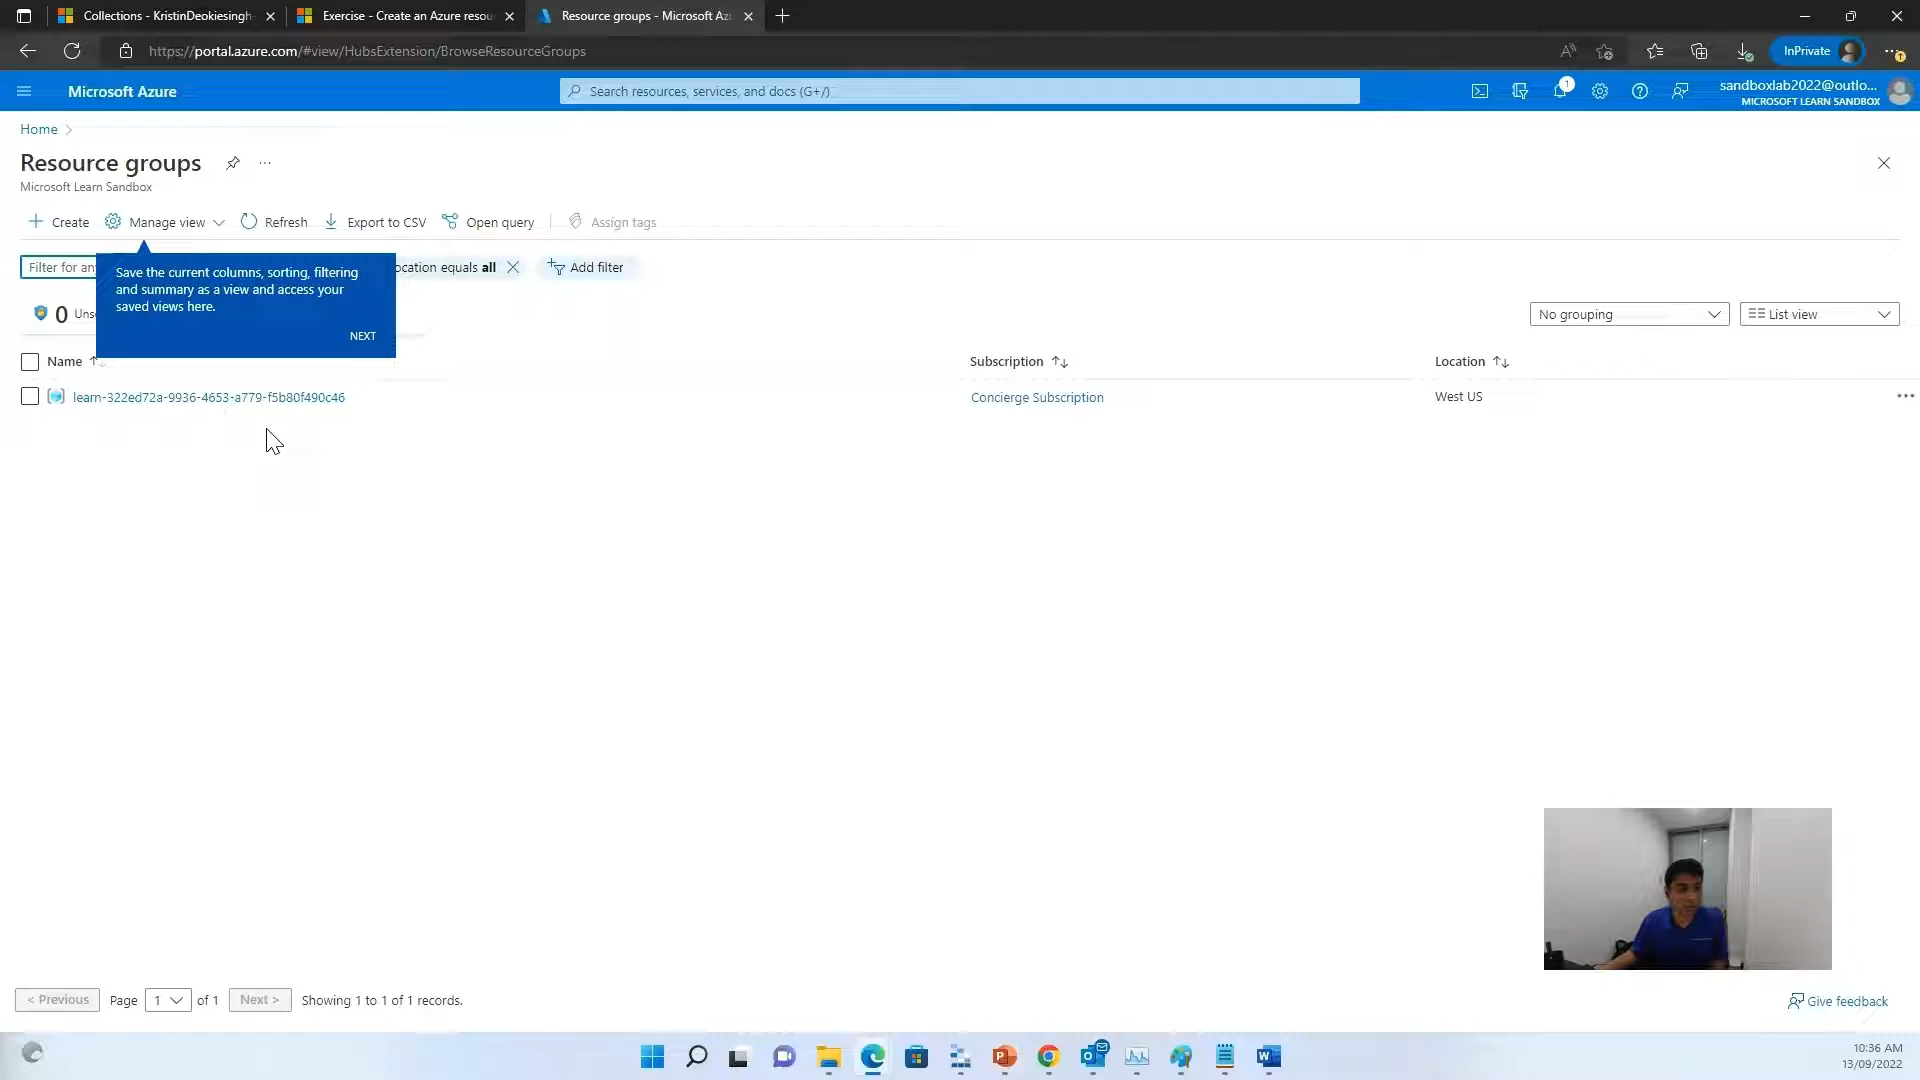 Collections - KristinDeokiesingh
Exercise - Create an Azure resou
Resource groups - Microsoft Az
https://portal.azure.com/#view/HubsExtension/BrowseResourceGroups
InPrivate
Microsoft Azure
Search resources, services, and docs (G+/)
1
sandboxlab2022@outlo...
MICROSOFT LEARN SANDBOX
Home
Resource groups
Microsoft Learn Sandbox
Create
Manage view
Refresh
Export to CSV
Open query
Assign tags
Filter for an
ocation equals all
Add filter
Save the current columns, sorting, filtering
and summary as a view and access your
saved views here.
NEXT
0 Unse
No grouping
List view
Name
Subscription
Location
learn-322ed72a-9936-4653-a779-f5b80f490c46
Concierge Subscription
West US
< Previous
Page 1 of 1
Next >
Showing 1 to 1 of 1 records.
Give feedback
10:36 AM
13/09/2022